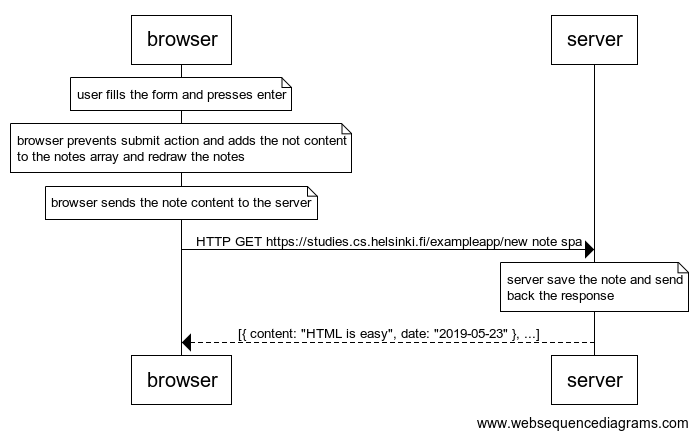 browser
server
user fills the form and presses enter
browser prevents submit action and adds the not content
to the notes array and redraw the notes
browser sends the note content to the server
HTTP GET https://studies.cs.helsinki.fi/exampleapp/new note spa
server save the note and send
back the response
[{ content: "HTML is easy", date: "2019-05-23" }, ...]
browser
server
www.websequencediagrams.com